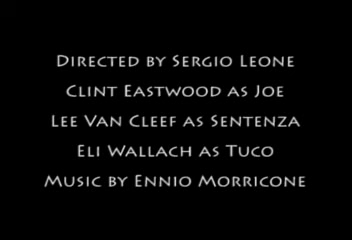 Directed by Sergio Leone
Clint Eastwood as Joe
Lee Van Cleef as Sentenza
Eli Wallach as Tuco
Music by Ennio Morricone